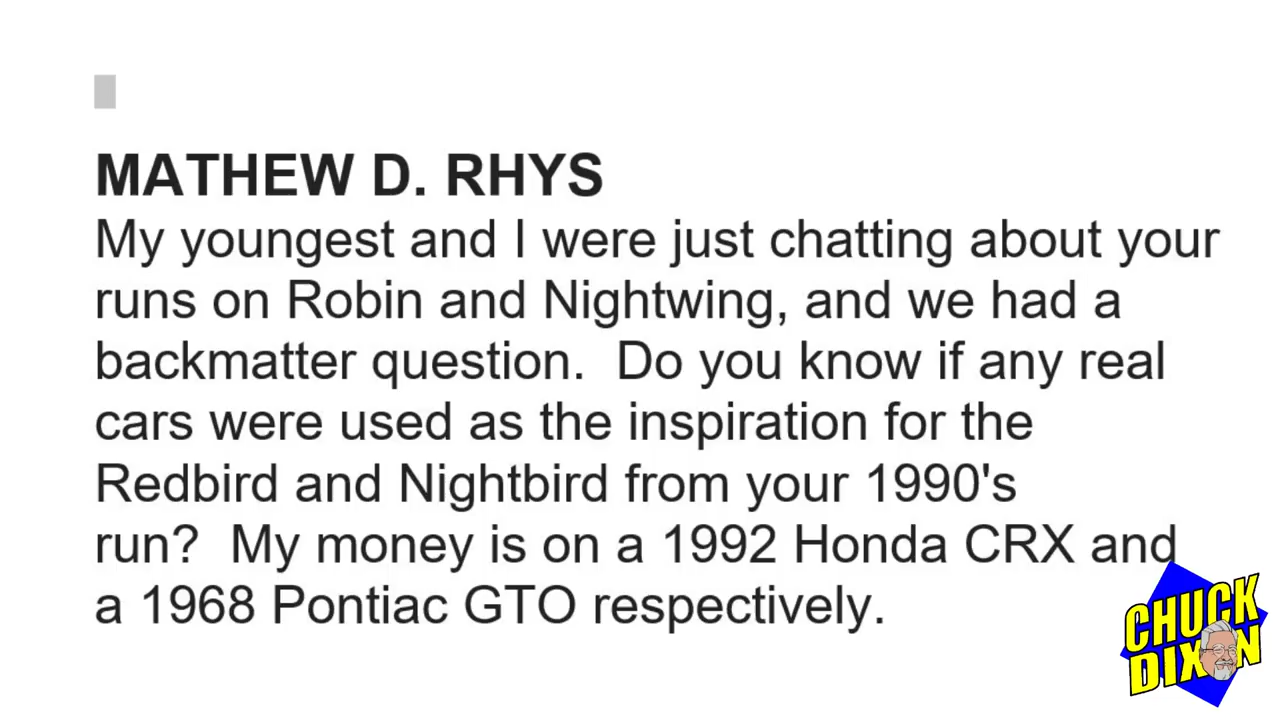 MATHEW D. RHYS
My youngest and I were just chatting about your
runs on Robin and Nightwing, and we had a
backmatter question.  Do you know if any real
cars were used as the inspiration for the
Redbird and Nightbird from your 1990's
run?  My money is on a 1992 Honda CRX and
a 1968 Pontiac GTO respectively.
CHUCK
DIXON